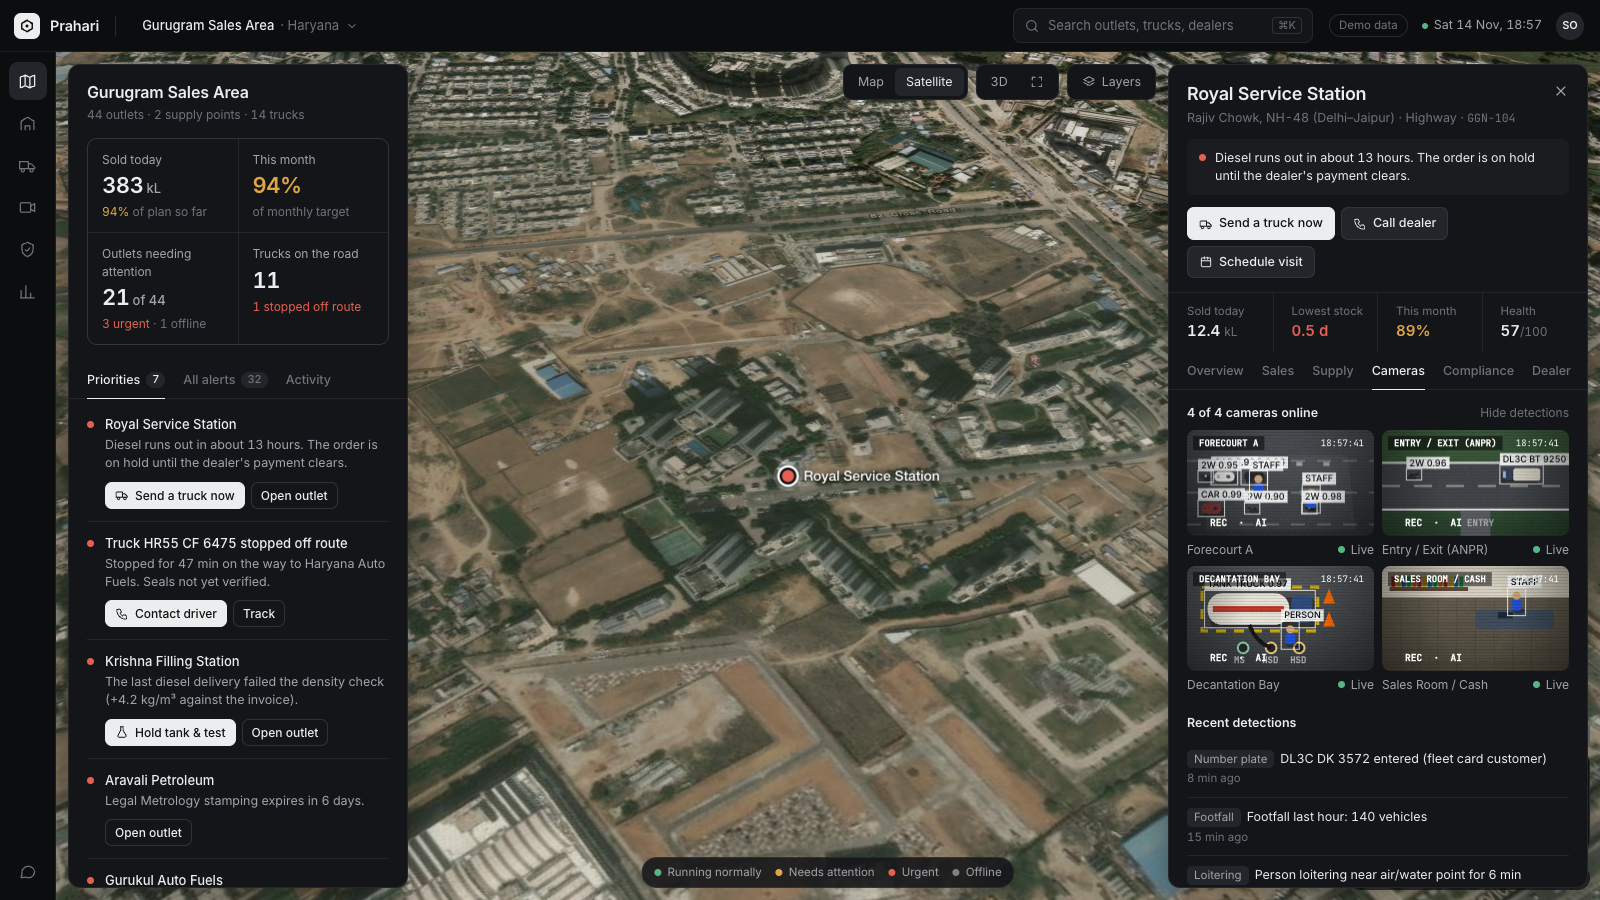 Prahari
Gurugram Sales Area · Haryana
Search outlets, trucks, dealers
⌘K
Demo data
Sat 14 Nov, 18:57
SO
Gurugram Sales Area
44 outlets · 2 supply points · 14 trucks
Sold today
383 kL
94% of plan so far
This month
94%
of monthly target
Outlets needing
attention
21 of 44
3 urgent · 1 offline
Trucks on the road
11
1 stopped off route
Priorities 7
All alerts 32
Activity
Royal Service Station
Diesel runs out in about 13 hours. The order is
on hold until the dealer's payment clears.
Send a truck now
Open outlet
Truck HR55 CF 6475 stopped off route
Stopped for 47 min on the way to Haryana Auto
Fuels. Seals not yet verified.
Contact driver
Track
Krishna Filling Station
The last diesel delivery failed the density check
(+4.2 kg/m³ against the invoice).
Hold tank & test
Open outlet
Aravali Petroleum
Legal Metrology stamping expires in 6 days.
Open outlet
Gurukul Auto Fuels
Map
Satellite
3D
Layers
Royal Service Station
Running normally
Needs attention
Urgent
Offline
Royal Service Station
Rajiv Chowk, NH-48 (Delhi–Jaipur) · Highway · GGN-104
Diesel runs out in about 13 hours. The order is on hold
until the dealer's payment clears.
Send a truck now
Call dealer
Schedule visit
Sold today
12.4 kL
Lowest stock
0.5 d
This month
89%
Health
57/100
Overview
Sales
Supply
Cameras
Compliance
Dealer
4 of 4 cameras online
Hide detections
FORECOURT A
18:57:41
2W 0.95
STAFF
STAFF
CAR 0.99
2W 0.90
2W 0.98
REC · AI
Forecourt A
Live
ENTRY / EXIT (ANPR)
18:57:41
2W 0.96
DL3C BT 9250
REC · AI
ENTRY
Entry / Exit (ANPR)
Live
DECANTATION BAY
18:57:41
PERSON
REC · AI
MS
HSD
HSD
Decantation Bay
Live
SALES ROOM / CASH
STAFF
REC · AI
Sales Room / Cash
Live
Recent detections
Number plate
DL3C DK 3572 entered (fleet card customer)
8 min ago
Footfall
Footfall last hour: 140 vehicles
15 min ago
Loitering
Person loitering near air/water point for 6 min